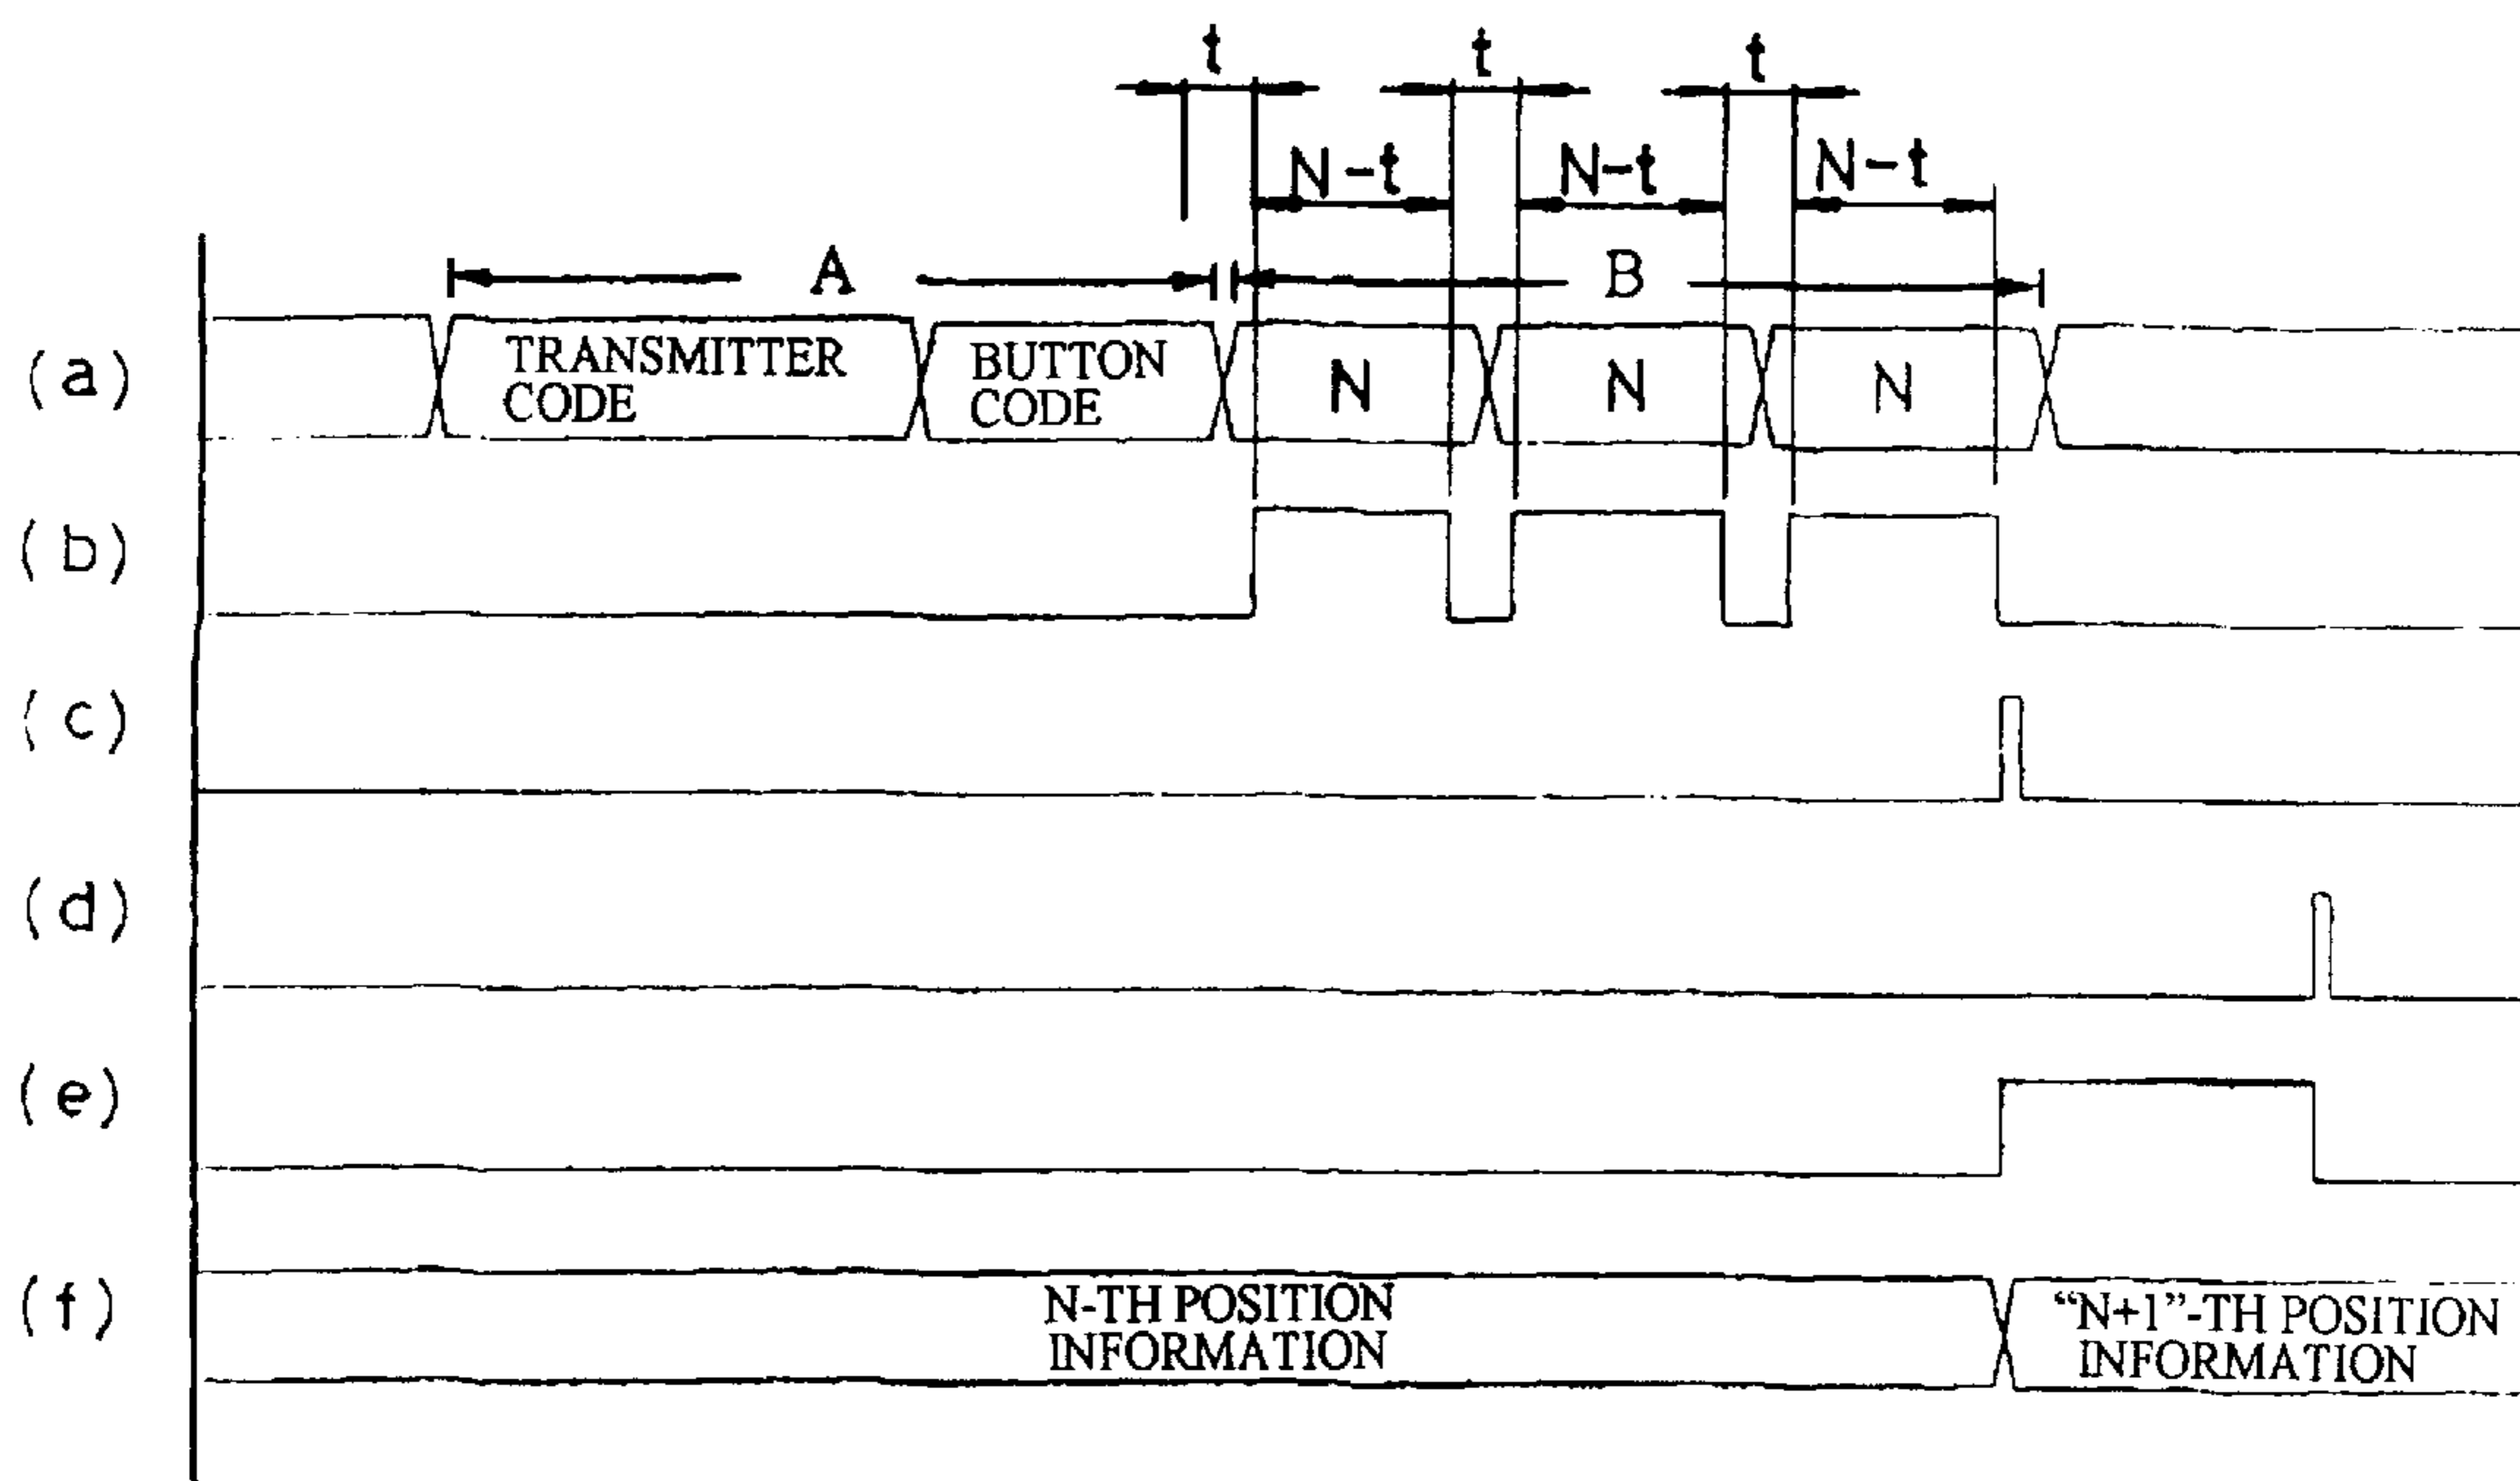 t t t
N-t N-t N-t
A B
(a) TRANSMITTER CODE BUTTON CODE N N N
(b)
(c)
(d)
(e)
(f) N-TH POSITION INFORMATION “N+1”-TH POSITION INFORMATION